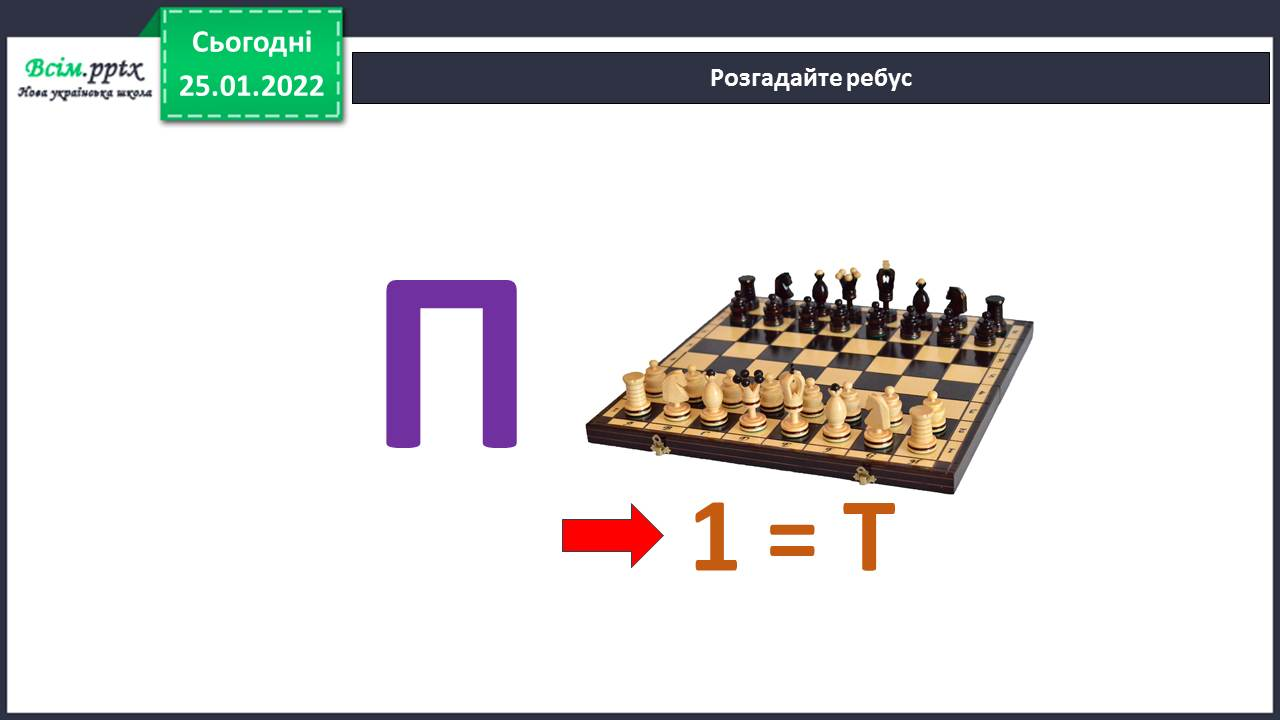 Всім.pptx
Нова українська школа
Сьогодні
25.01.2022
Розгадайте ребус
П
1 = Т